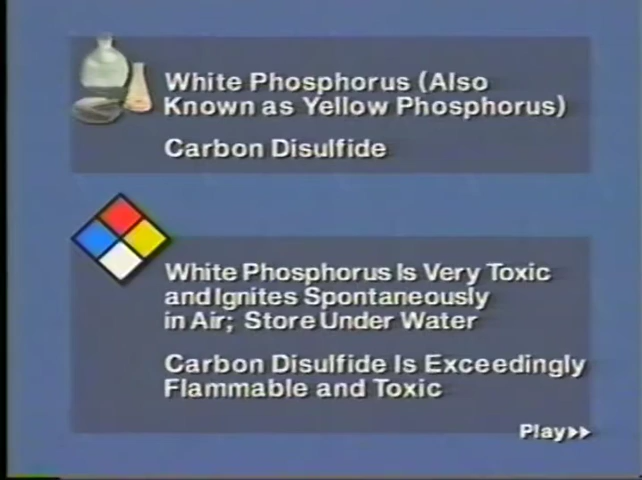 White Phosphorus (Also
Known as Yellow Phosphorus)
Carbon Disulfide
White Phosphorus Is Very Toxic
and Ignites Spontaneously
in Air; Store Under Water
Carbon Disulfide Is Exceedingly
Flammable and Toxic
Play